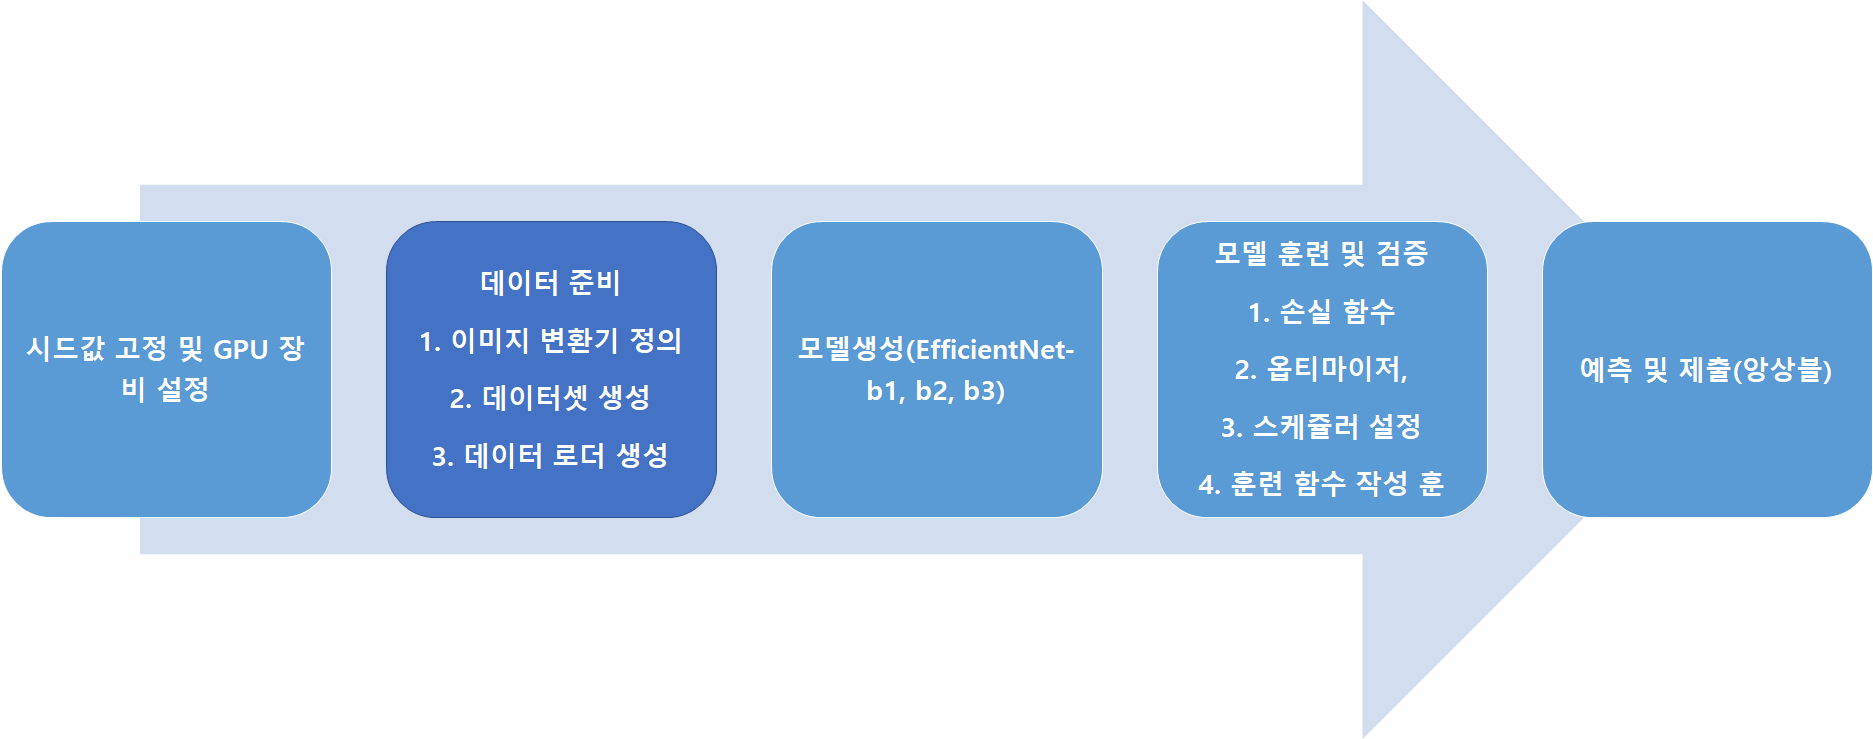 시드값 고정 및 GPU 장
비 설정
데이터 준비
1. 이미지 변환기 정의
2. 데이터셋 생성
3. 데이터 로더 생성
모델생성(EfficientNet-
b1, b2, b3)
모델 훈련 및 검증
1. 손실 함수
2. 옵티마이저,
3. 스케쥴러 설정
4. 훈련 함수 작성 훈
예측 및 제출(앙상블)